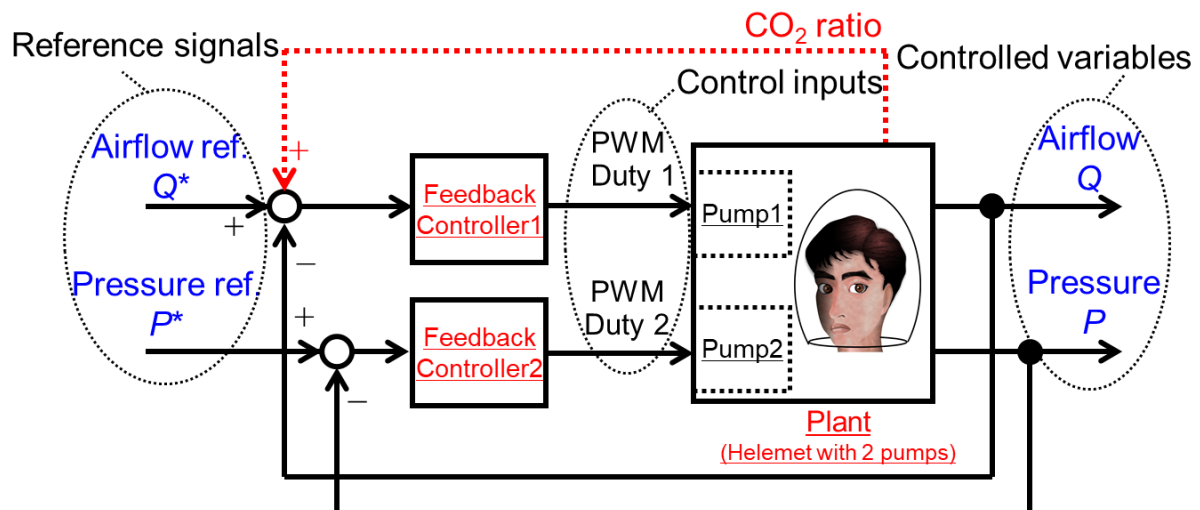 CO₂ ratio
Reference signals
Control inputs
Controlled variables
Airflow ref.
Q*
+
+
−
Feedback
Controller1
PWM
Duty 1
Pump1
Airflow
Q
Pressure ref.
P*
+
−
Feedback
Controller2
PWM
Duty 2
Pump2
Pressure
P
Plant
(Helemet with 2 pumps)